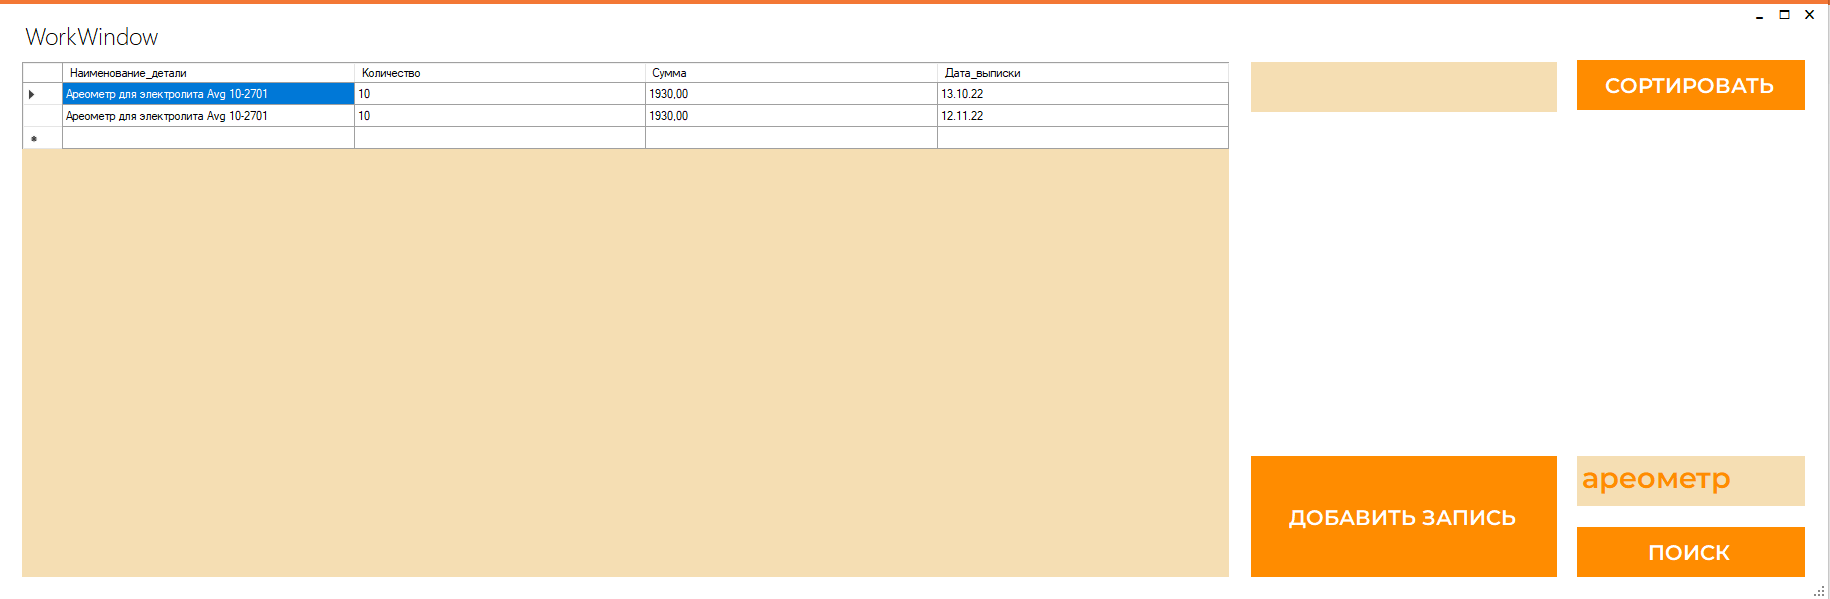 WorkWindow
Наименование_детали Количество Сумма Дата_выписки
Ареометр для электролита Avg 10-2701 10 1930,00 13.10.22
Ареометр для электролита Avg 10-2701 10 1930,00 12.11.22
СОРТИРОВАТЬ
ДОБАВИТЬ ЗАПИСЬ
ареометр
ПОИСК